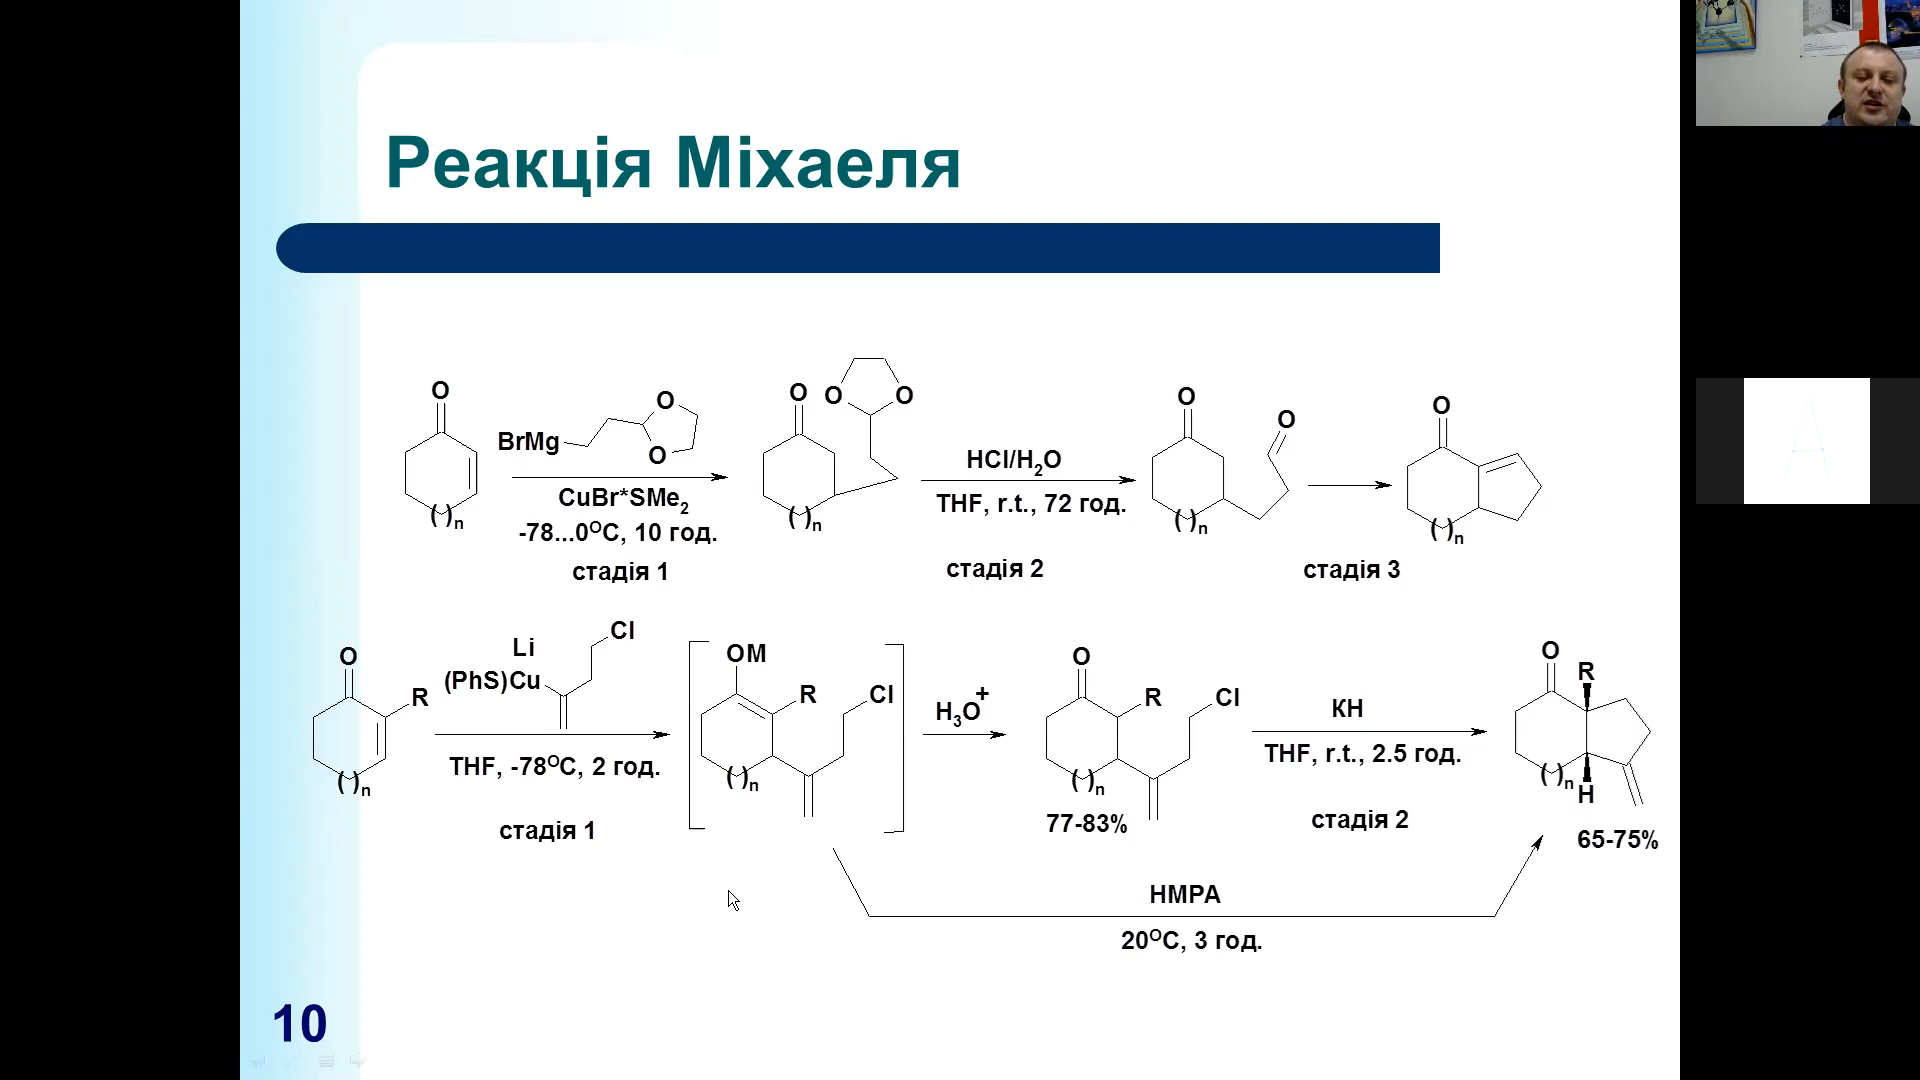 Реакція Міхаеля
O
BrMg
O
O
CuBr*SMe2
-78...0OC, 10 год.
стадія 1
( )n
O
O
O
( )n
HCl/H2O
THF, r.t., 72 год.
стадія 2
O
O
( )n
стадія 3
O
( )n
O
R
( )n
Li
(PhS)Cu
Cl
THF, -78OC, 2 год.
стадія 1
OM
R
Cl
( )n
H3O+
O
R
Cl
( )n
77-83%
KH
THF, r.t., 2.5 год.
стадія 2
O
R
( )n
H
65-75%
HMPA
20OC, 3 год.
10